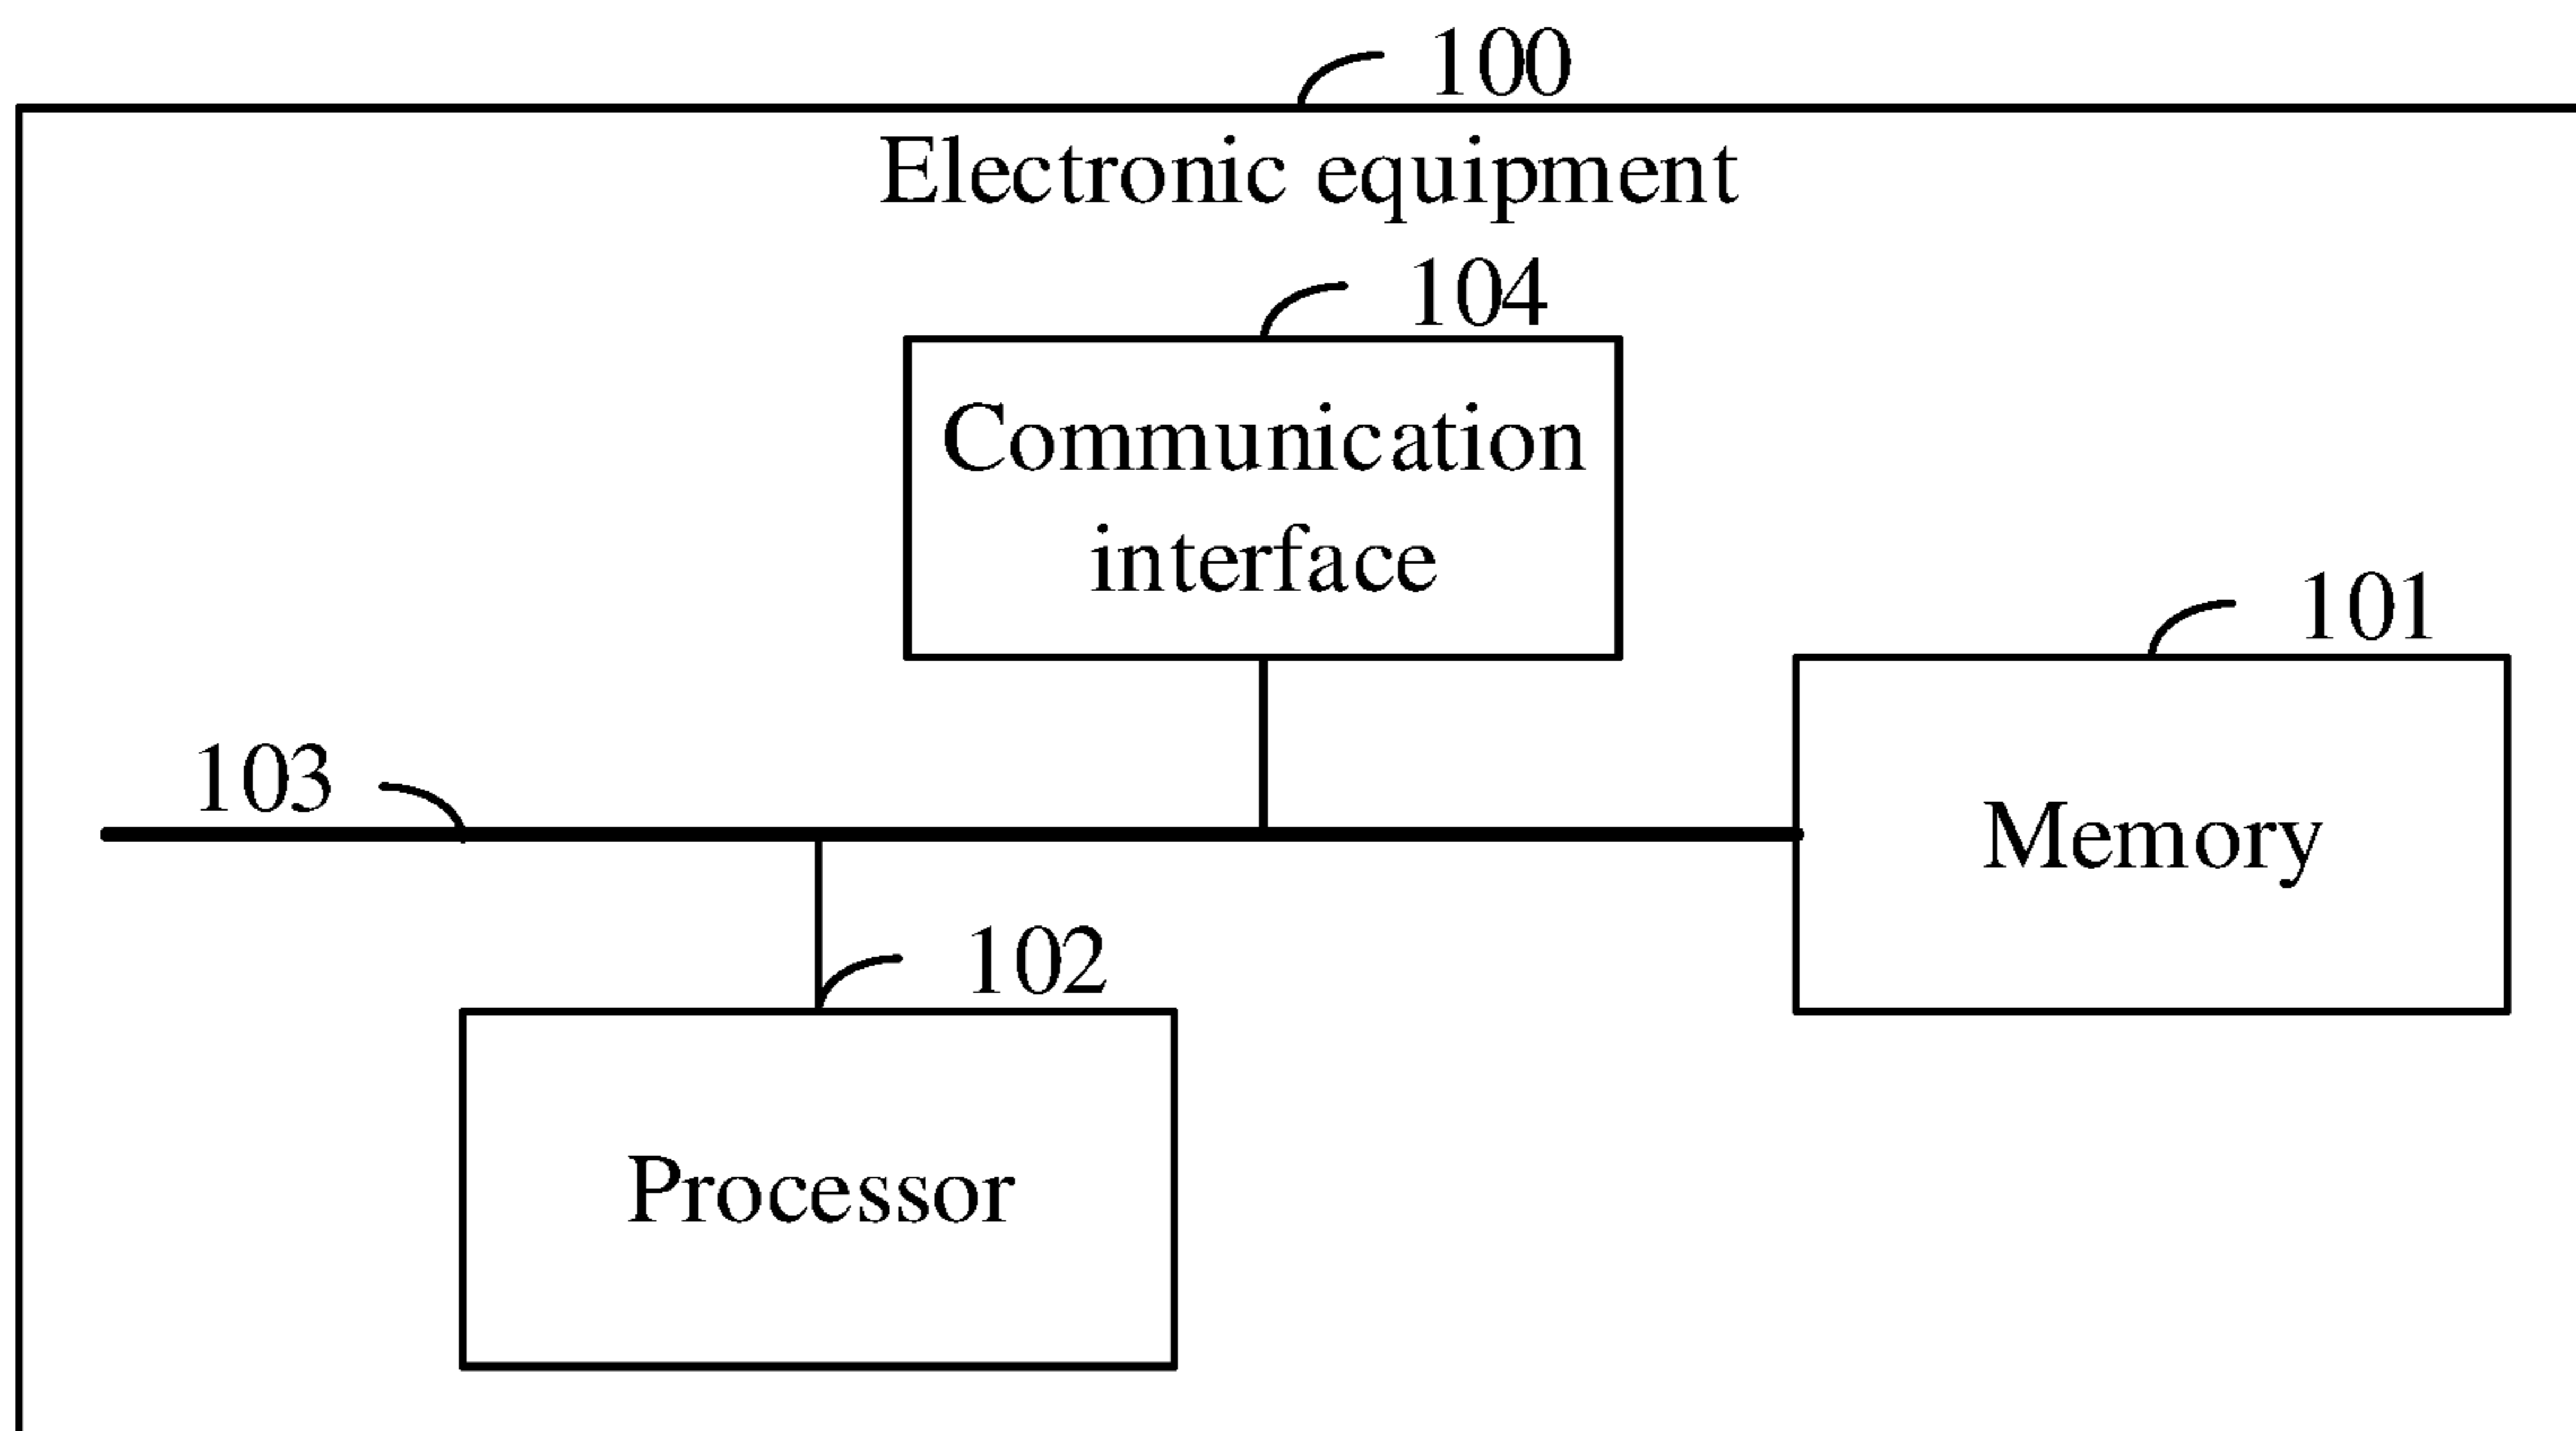 100
Electronic equipment
104
Communication
interface
101
103
Memory
102
Processor